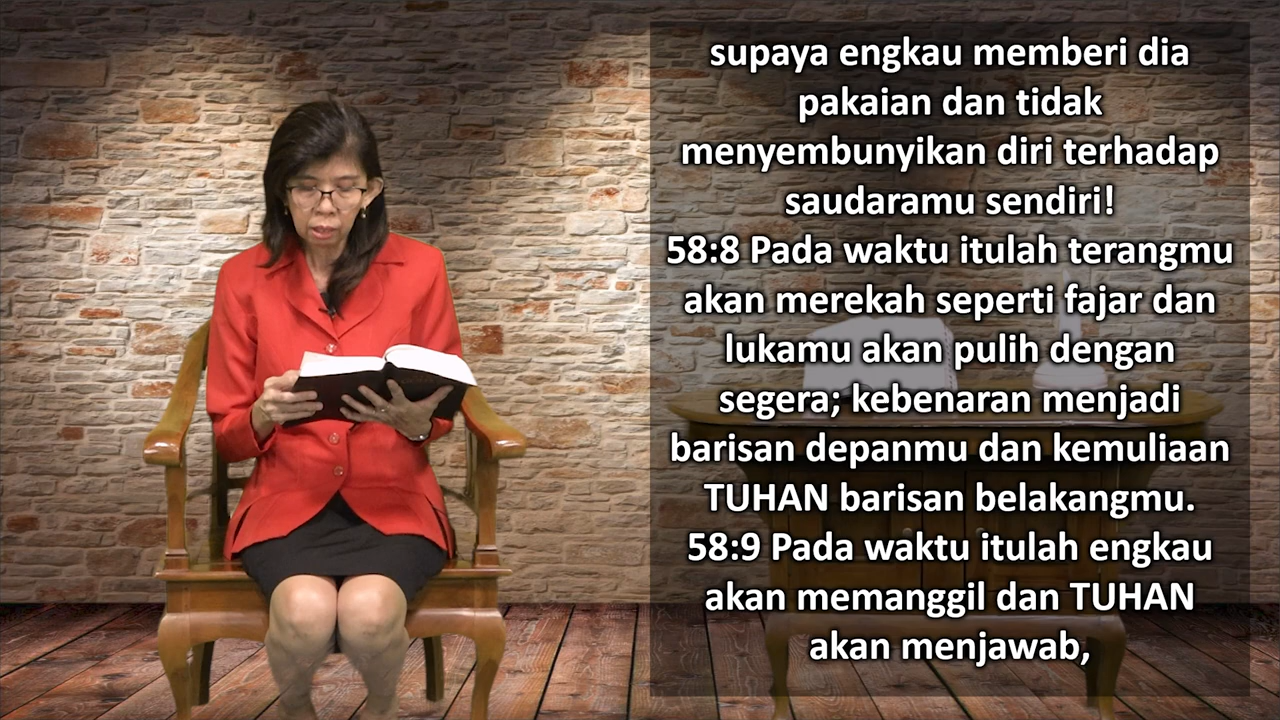 supaya engkau memberi dia
pakaian dan tidak
menyembunyikan diri terhadap
saudaramu sendiri!
58:8 Pada waktu itulah terangmu
akan merekah seperti fajar dan
lukamu akan pulih dengan
segera; kebenaran menjadi
barisan depanmu dan kemuliaan
TUHAN barisan belakangmu.
58:9 Pada waktu itulah engkau
akan memanggil dan TUHAN
akan menjawab,